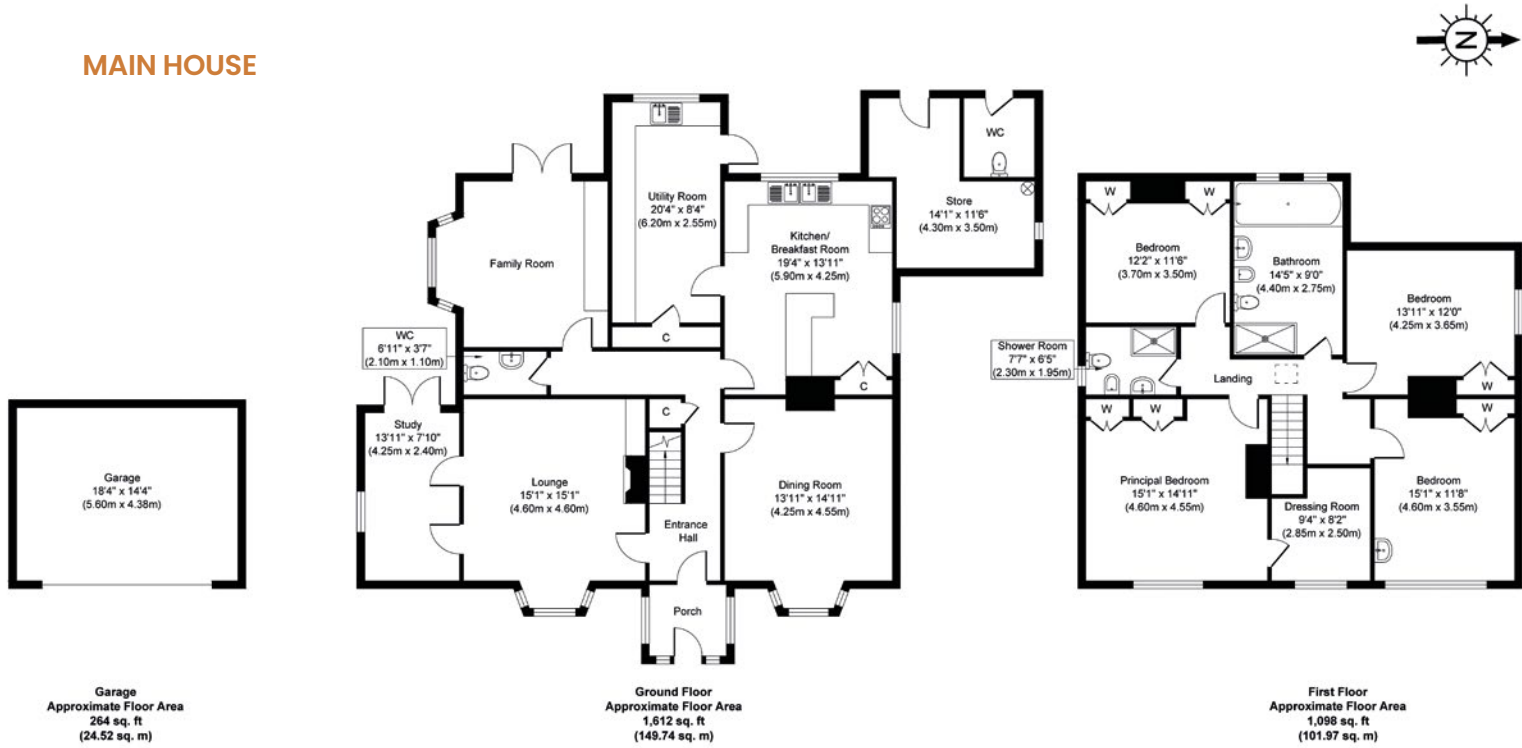 MAIN HOUSE
N
Utility Room
20'4" x 8'4"
(6.20m x 2.55m)
WC
Store
14'1" x 11'6"
(4.30m x 3.50m)
Kitchen/
Breakfast Room
19'4" x 13'11"
(5.90m x 4.25m)
Family Room
C
C
WC
6'11" x 3'7"
(2.10m x 1.10m)
C
Study
13'11" x 7'10"
(4.25m x 2.40m)
Lounge
15'1" x 15'1"
(4.60m x 4.60m)
Dining Room
13'11" x 14'11"
(4.25m x 4.55m)
Entrance
Hall
Porch
Garage
18'4" x 14'4"
(5.60m x 4.38m)
W
W
Bedroom
12'2" x 11'6"
(3.70m x 3.50m)
Bathroom
14'5" x 9'0"
(4.40m x 2.75m)
Bedroom
13'11" x 12'0"
(4.25m x 3.65m)
Shower Room
7'7" x 6'5"
(2.30m x 1.95m)
Landing
W
W
W
W
Principal Bedroom
15'1" x 14'11"
(4.60m x 4.55m)
Dressing Room
9'4" x 8'2"
(2.85m x 2.50m)
Bedroom
15'1" x 11'8"
(4.60m x 3.55m)
Garage
Approximate Floor Area
264 sq. ft
(24.52 sq. m)
Ground Floor
Approximate Floor Area
1,612 sq. ft
(149.74 sq. m)
First Floor
Approximate Floor Area
1,098 sq. ft
(101.97 sq. m)